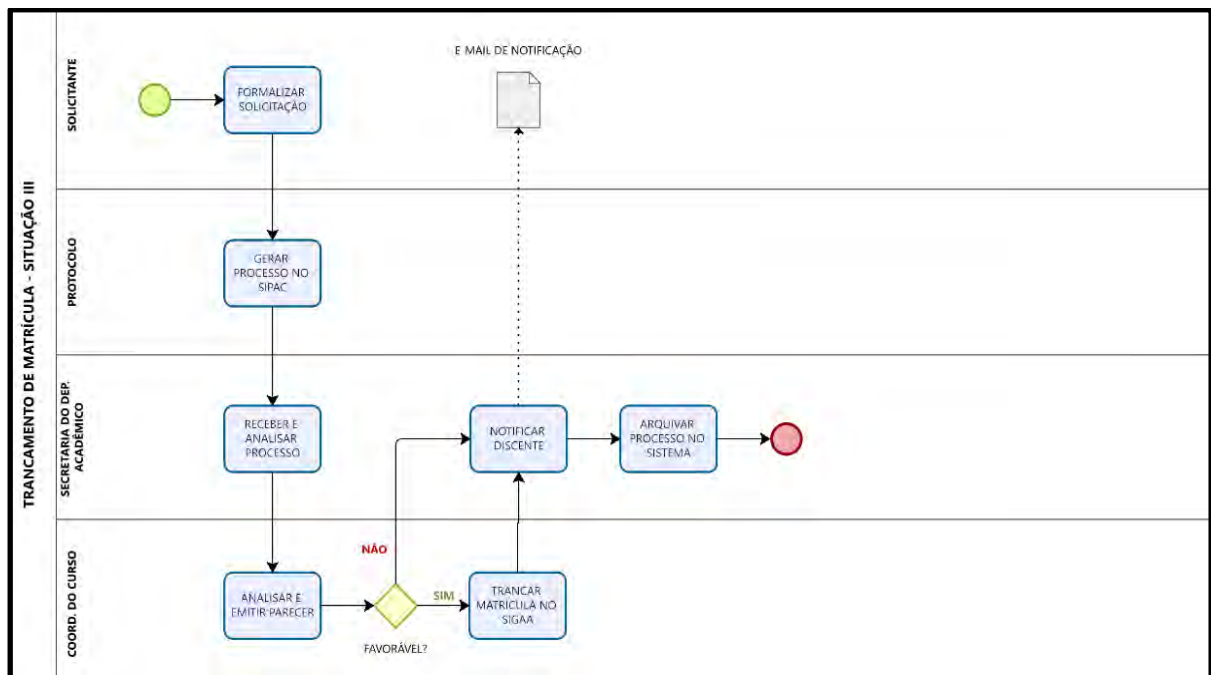 TRANCAMENTO DE MATRÍCULA - SITUAÇÃO III
SOLICITANTE
E MAIL DE NOTIFICAÇÃO
FORMALIZAR
SOLICITAÇÃO
PROTOCOLO
GERAR
PROCESSO NO
SIPAC
SECRETARIA DO DEP.
ACADÊMICO
RECEBER E
ANALISAR
PROCESSO
NOTIFICAR
DISCENTE
ARQUIVAR
PROCESSO NO
SISTEMA
COORD. DO CURSO
ANALISAR E
EMITIR PARECER
NÃO
FAVORÁVEL?
SIM
TRANCAR
MATRICULA NO
SIGAA